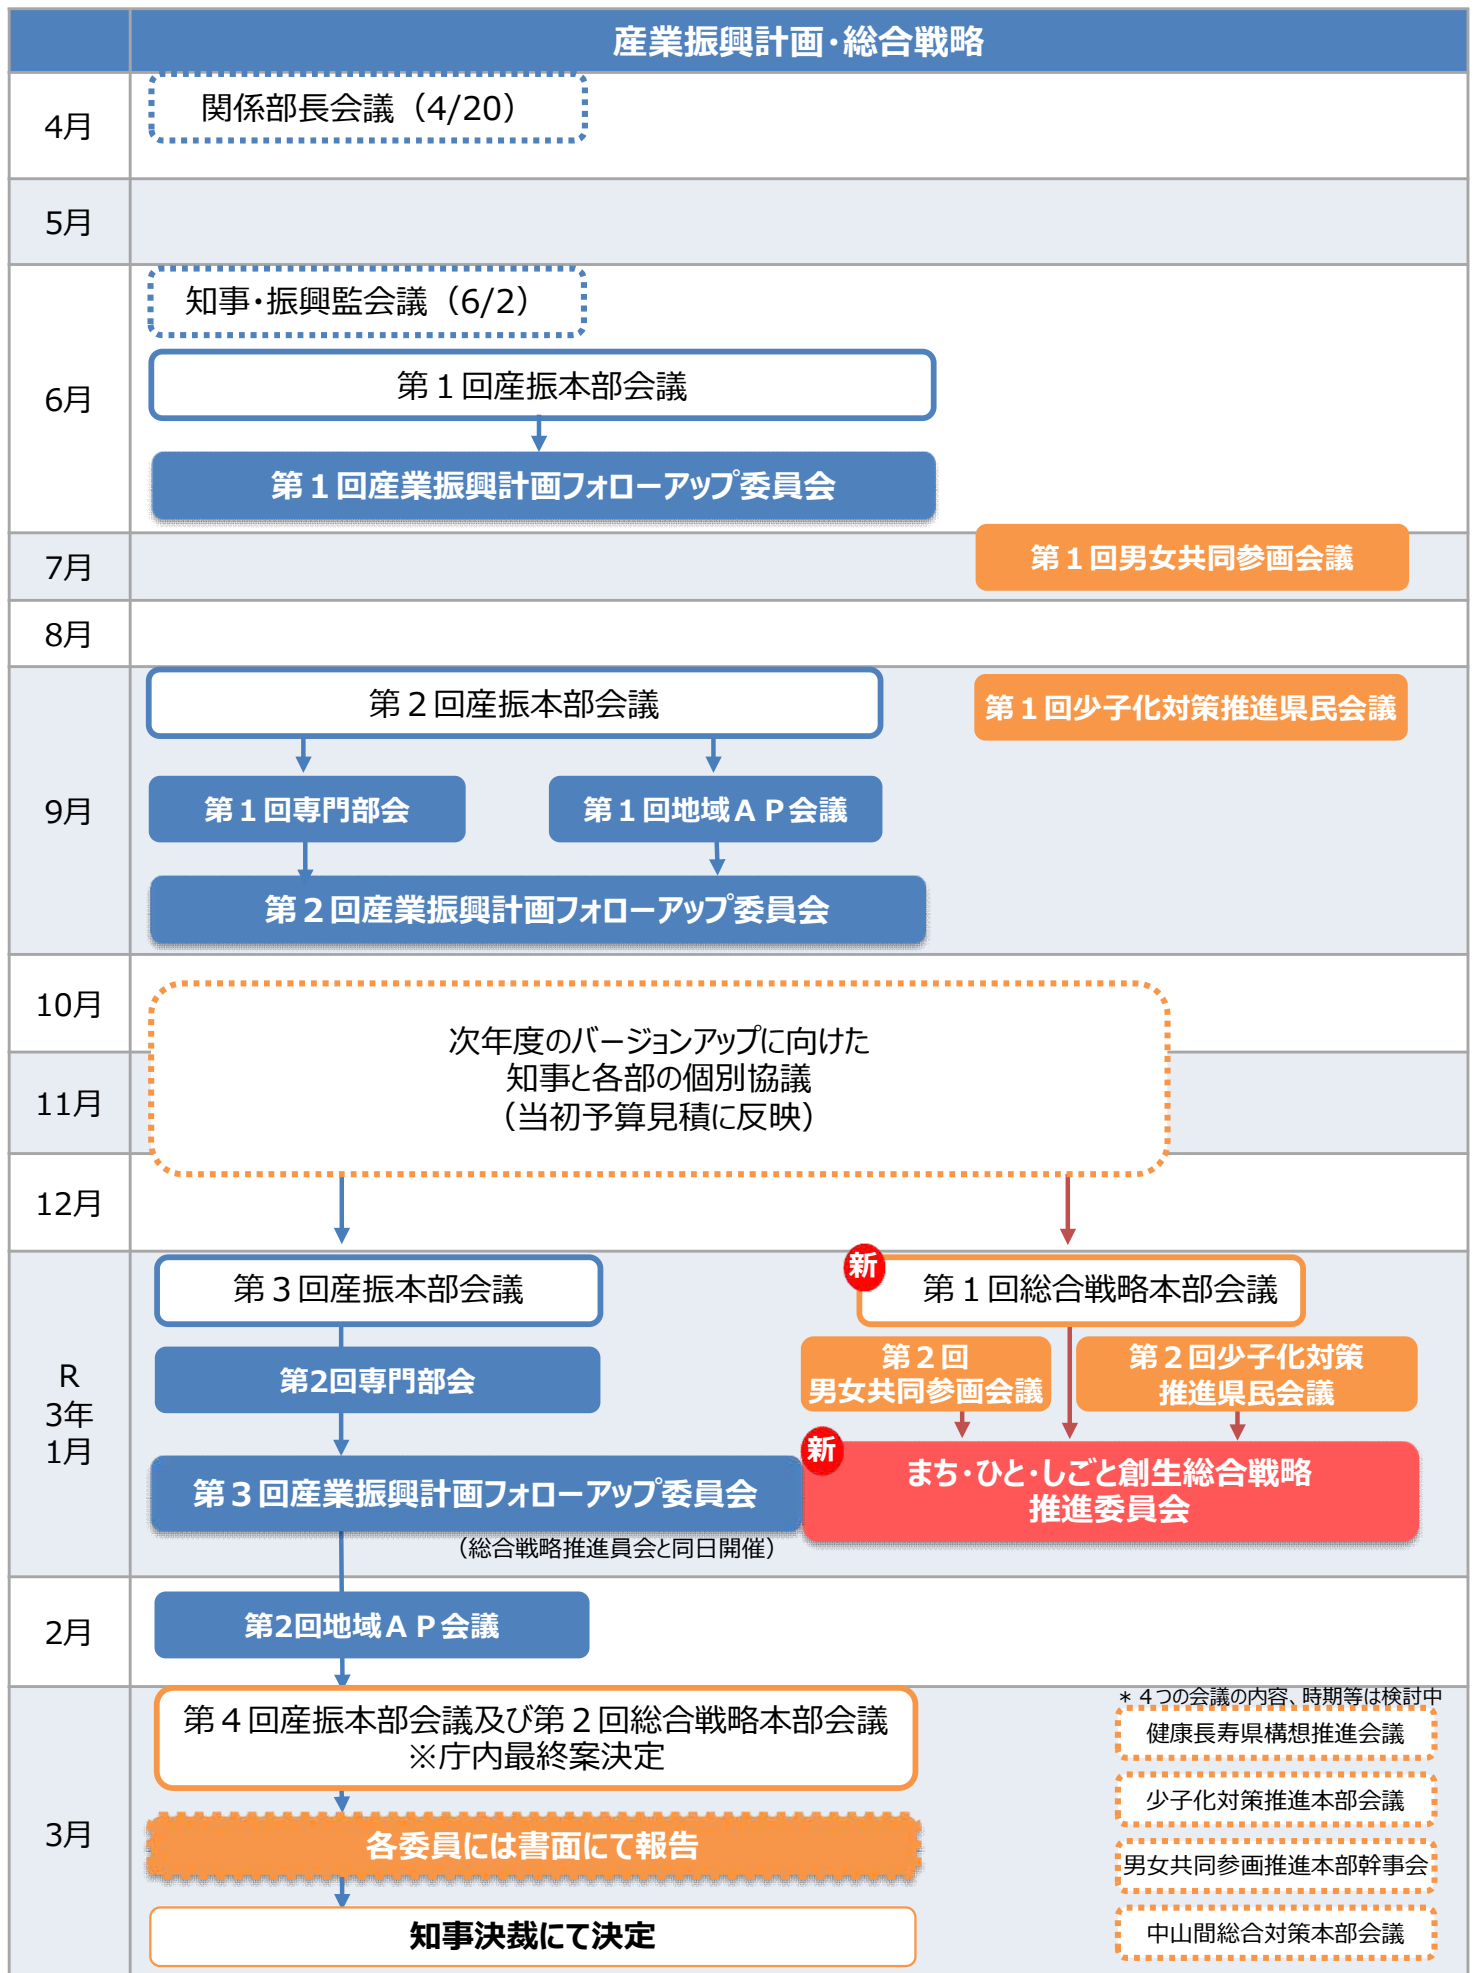 産業振興計画・総合戦略
4月
関係部長会議（4/20）
5月
6月
知事・振興監会議（6/2）
第１回産振本部会議
第１回産業振興計画フォローアップ委員会
7月
第１回男女共同参画会議
8月
9月
第２回産振本部会議
第１回少子化対策推進県民会議
第１回専門部会
第１回地域ＡＰ会議
第２回産業振興計画フォローアップ委員会
10月
11月
次年度のバージョンアップに向けた
知事と各部の個別協議
（当初予算見積に反映）
12月
R
3年
1月
第３回産振本部会議
新
第１回総合戦略本部会議
第2回専門部会
第２回
男女共同参画会議
第２回少子化対策
推進県民会議
第３回産業振興計画フォローアップ委員会
（総合戦略推進員会と同日開催）
新
まち・ひと・しごと創生総合戦略
推進委員会
2月
第2回地域ＡＰ会議
3月
第４回産振本部会議及び第２回総合戦略本部会議
※庁内最終案決定
各委員には書面にて報告
知事決裁にて決定
＊４つの会議の内容、時期等は検討中
健康長寿県構想推進会議
少子化対策推進本部会議
男女共同参画推進本部幹事会
中山間総合対策本部会議